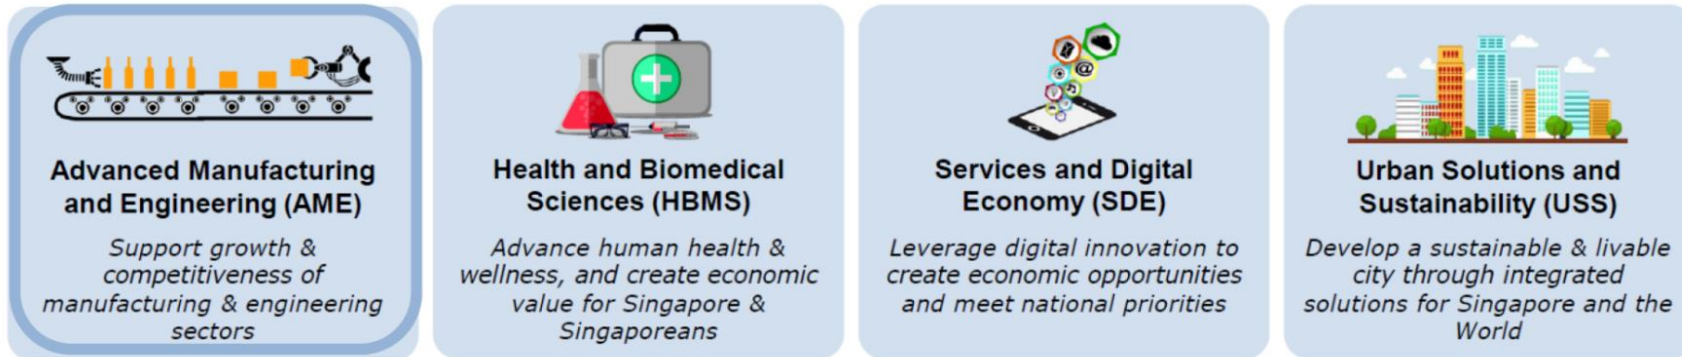 Advanced Manufacturing
and Engineering (AME)
Support growth &
competitiveness of
manufacturing & engineering
sectors
Health and Biomedical
Sciences (HBMS)
Advance human health &
wellness, and create economic
value for Singapore &
Singaporeans
Services and Digital
Economy (SDE)
Leverage digital innovation to
create economic opportunities
and meet national priorities
Urban Solutions and
Sustainability (USS)
Develop a sustainable & livable
city through integrated
solutions for Singapore and the
World